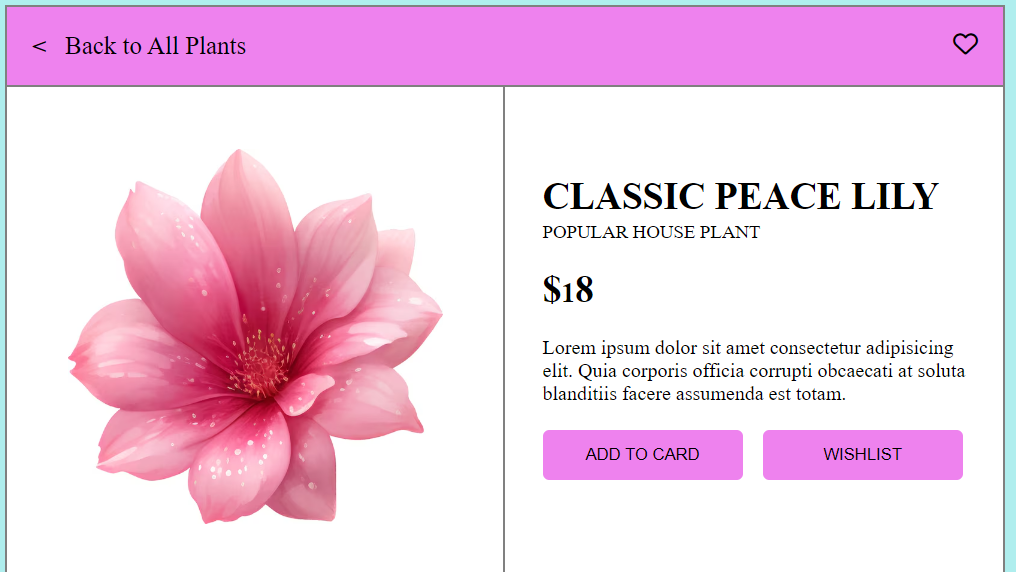 < Back to All Plants
CLASSIC PEACE LILY
POPULAR HOUSE PLANT
$18
Lorem ipsum dolor sit amet consectetur adipisicing
elit. Quia corporis officia corrupti obcaecati at soluta
blanditiis facere assumenda est totam.
ADD TO CARD
WISHLIST